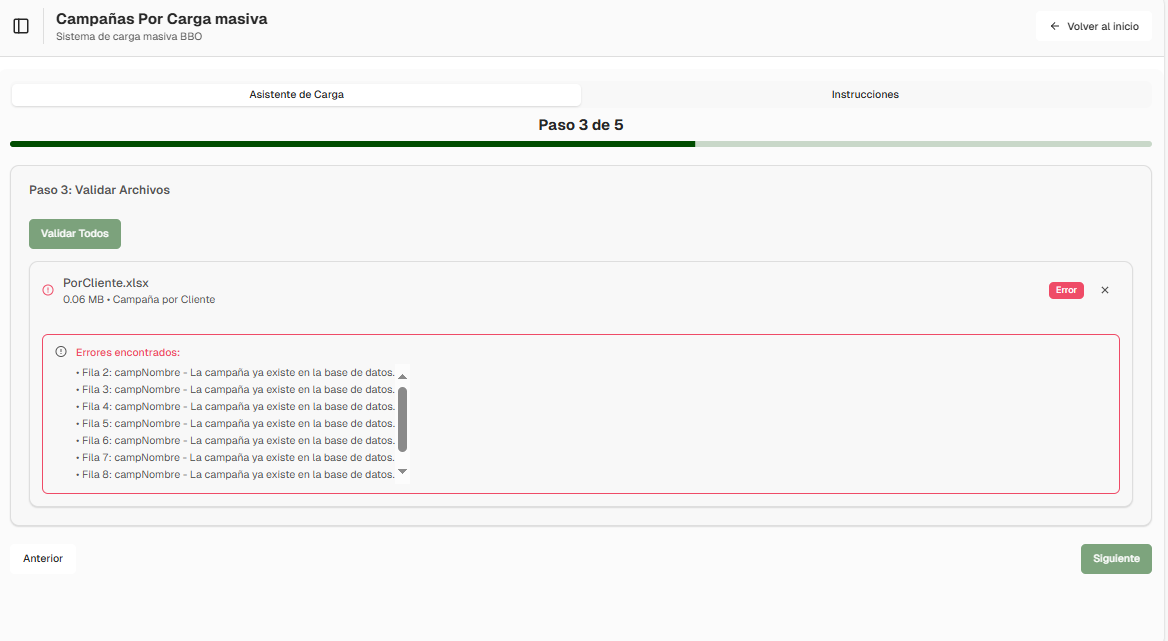 Campañas Por Carga masiva
Sistema de carga masiva BBO
Volver al inicio
Asistente de Carga
Instrucciones
Paso 3 de 5
Paso 3: Validar Archivos
Validar Todos
PorCliente.xlsx
0.06 MB • Campaña por Cliente
Error
Errores encontrados:
• Fila 2: campNombre - La campaña ya existe en la base de datos.
• Fila 3: campNombre - La campaña ya existe en la base de datos.
• Fila 4: campNombre - La campaña ya existe en la base de datos.
• Fila 5: campNombre - La campaña ya existe en la base de datos.
• Fila 6: campNombre - La campaña ya existe en la base de datos.
• Fila 7: campNombre - La campaña ya existe en la base de datos.
• Fila 8: campNombre - La campaña ya existe en la base de datos.
Anterior
Siguiente